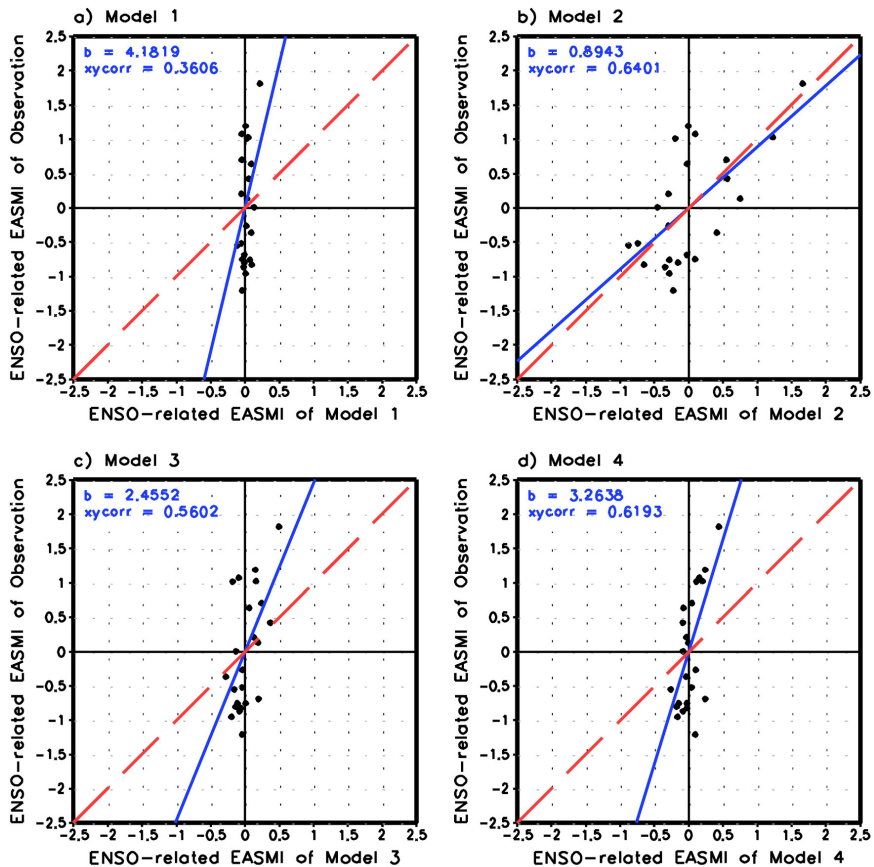 a) Model 1
b = 4.1819
xycorr = 0.3606
ENSO-related EASMI of Observation
2.5
2
1.5
1
0.5
0
-0.5
-1
-1.5
-2
-2.5
-2.5 -2 -1.5 -1 -0.5 0 0.5 1 1.5 2 2.5
ENSO-related EASMI of Model 1
b) Model 2
b = 0.8943
xycorr = 0.6401
ENSO-related EASMI of Observation
2.5
2
1.5
1
0.5
0
-0.5
-1
-1.5
-2
-2.5
-2.5 -2 -1.5 -1 -0.5 0 0.5 1 1.5 2 2.5
ENSO-related EASMI of Model 2
c) Model 3
b = 2.4552
xycorr = 0.5602
ENSO-related EASMI of Observation
2.5
2
1.5
1
0.5
0
-0.5
-1
-1.5
-2
-2.5
-2.5 -2 -1.5 -1 -0.5 0 0.5 1 1.5 2 2.5
ENSO-related EASMI of Model 3
d) Model 4
b = 3.2638
xycorr = 0.6193
ENSO-related EASMI of Observation
2.5
2
1.5
1
0.5
0
-0.5
-1
-1.5
-2
-2.5
-2.5 -2 -1.5 -1 -0.5 0 0.5 1 1.5 2 2.5
ENSO-related EASMI of Model 4